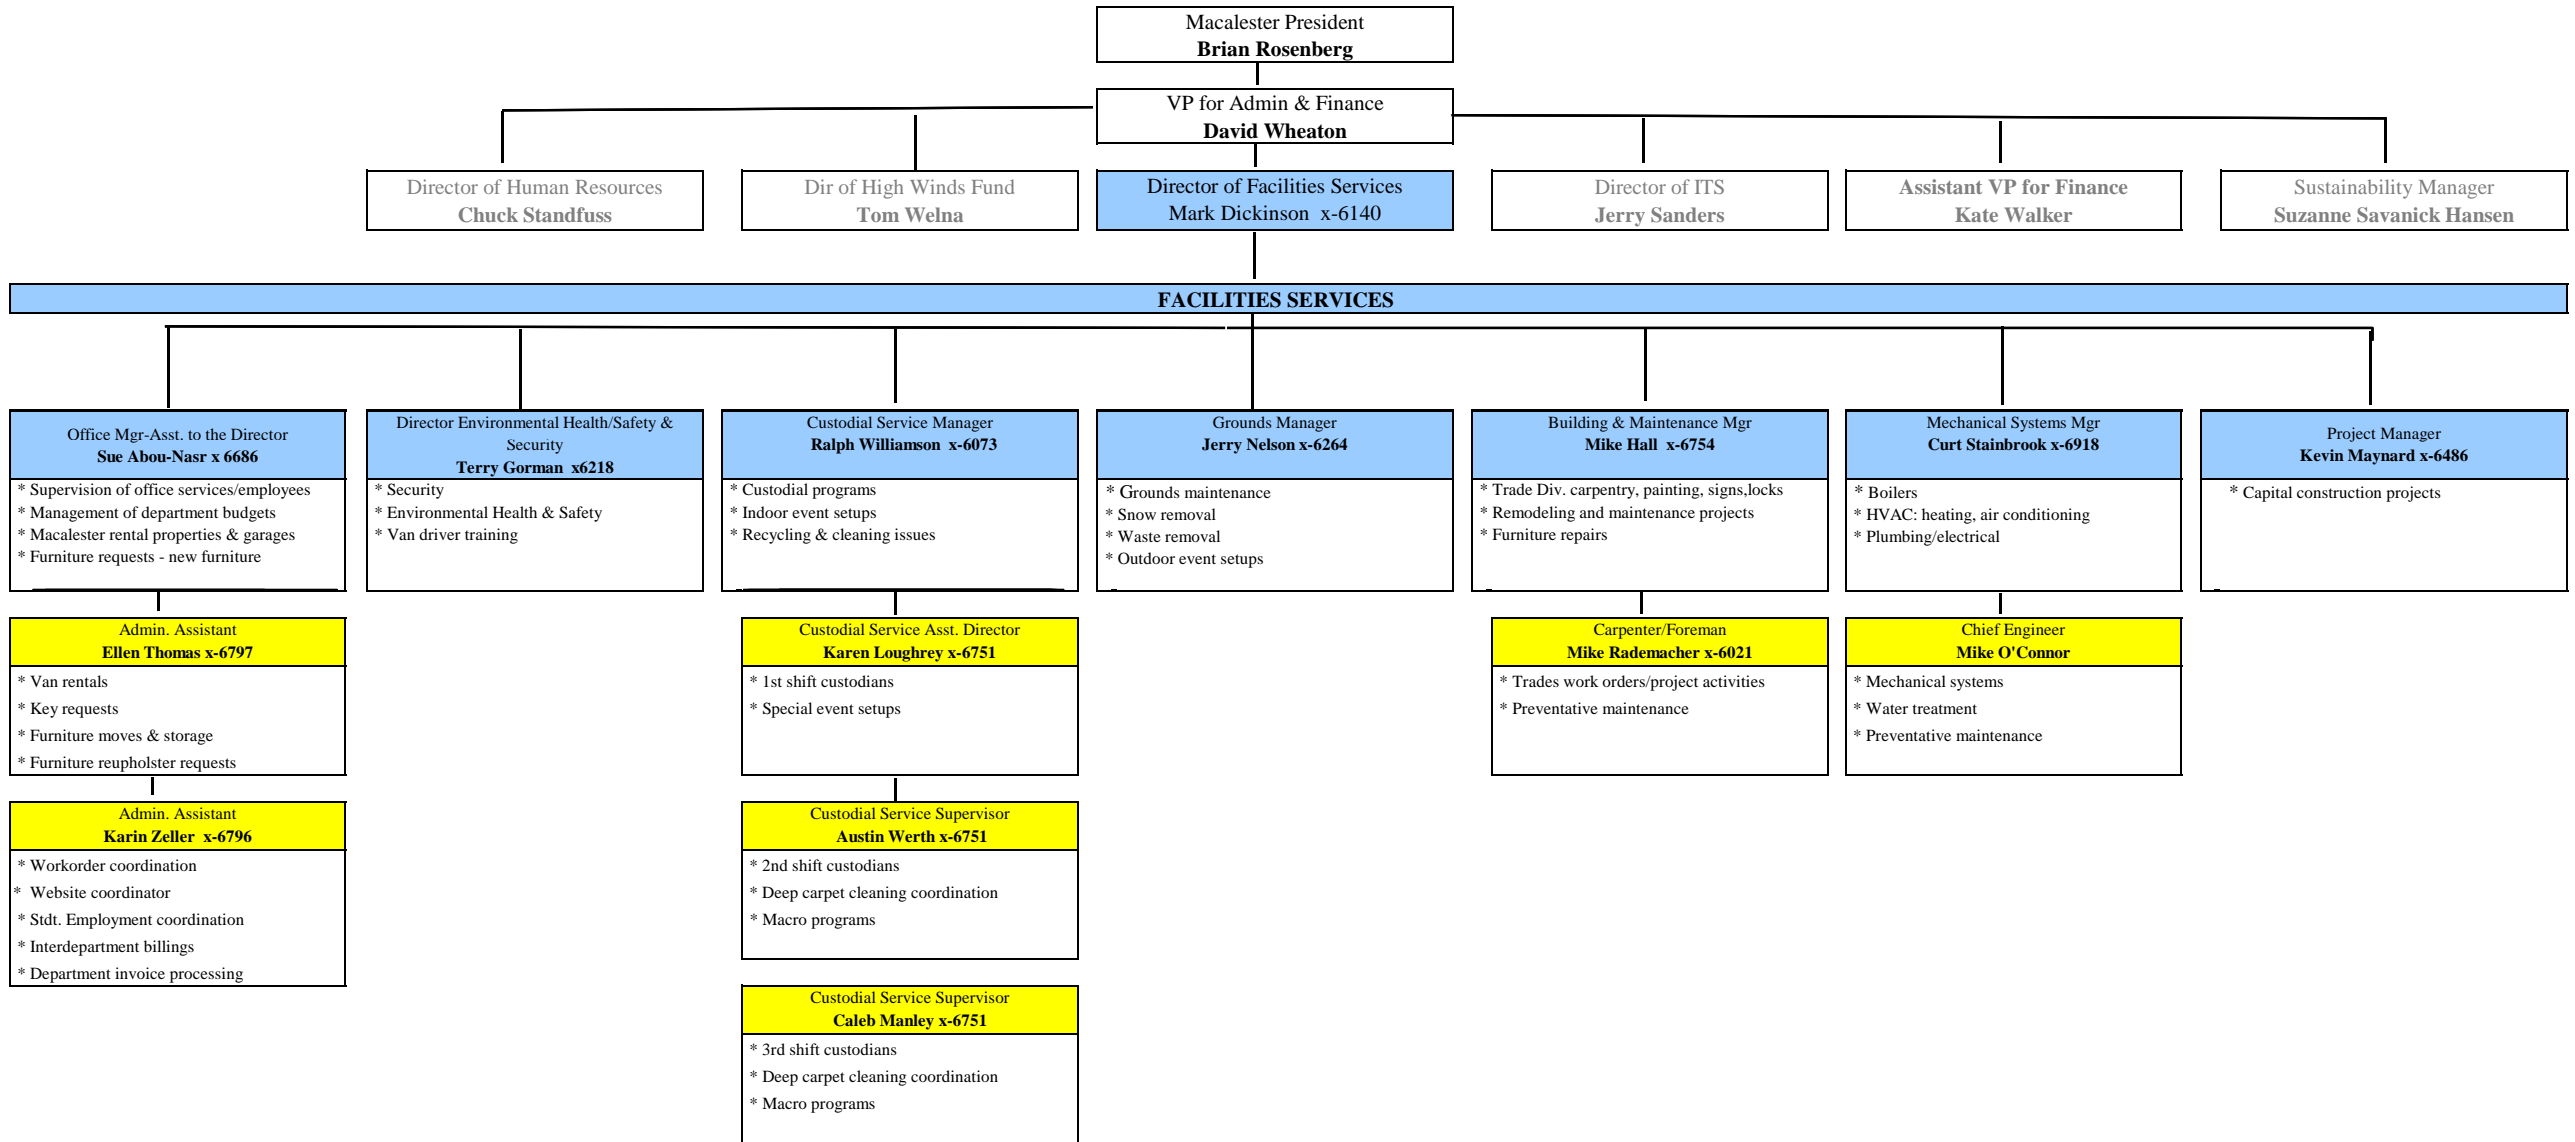 Macalester President
Brian Rosenberg
VP for Admin & Finance
David Wheaton
Director of Human Resources
Chuck Standfuss
Dir of High Winds Fund
Tom Welna
Director of Facilities Services
Mark Dickinson  x-6140
Director of ITS
Jerry Sanders
Assistant VP for Finance
Kate Walker
Sustainability Manager
Suzanne Savanick Hansen
FACILITIES SERVICES
Office Mgr-Asst. to the Director
Sue Abou-Nasr x 6686
* Supervision of office services/employees
* Management of department budgets
* Macalester rental properties & garages
* Furniture requests - new furniture
Director Environmental Health/Safety &
Security
Terry Gorman  x6218
* Security
* Environmental Health & Safety
* Van driver training
Custodial Service Manager
Ralph Williamson  x-6073
* Custodial programs
* Indoor event setups
* Recycling & cleaning issues
Grounds Manager
Jerry Nelson x-6264
* Grounds maintenance
* Snow removal
* Waste removal
* Outdoor event setups
Building & Maintenance Mgr
Mike Hall  x-6754
* Trade Div. carpentry, painting, signs,locks
* Remodeling and maintenance projects
* Furniture repairs
Mechanical Systems Mgr
Curt Stainbrook x-6918
* Boilers
* HVAC: heating, air conditioning
* Plumbing/electrical
Project Manager
Kevin Maynard x-6486
* Capital construction projects
Admin. Assistant
Ellen Thomas x-6797
* Van rentals
* Key requests
* Furniture moves & storage
* Furniture reupholster requests
Custodial Service Asst. Director
Karen Loughrey x-6751
* 1st shift custodians
* Special event setups
Carpenter/Foreman
Mike Rademacher x-6021
* Trades work orders/project activities
* Preventative maintenance
Chief Engineer
Mike O'Connor
* Mechanical systems
* Water treatment
* Preventative maintenance
Admin. Assistant
Karin Zeller  x-6796
* Workorder coordination
*  Website coordinator
* Stdt. Employment coordination
* Interdepartment billings
* Department invoice processing
Custodial Service Supervisor
Austin Werth x-6751
* 2nd shift custodians
* Deep carpet cleaning coordination
* Macro programs
Custodial Service Supervisor
Caleb Manley x-6751
* 3rd shift custodians
* Deep carpet cleaning coordination
* Macro programs